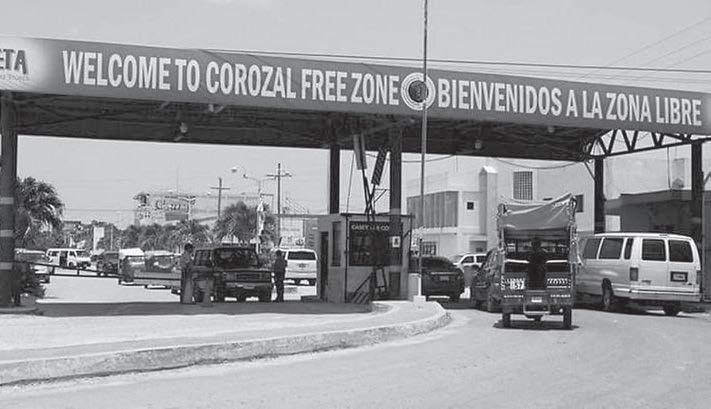 WELCOME TO COROZAL FREE ZONE BIENVENIDOS A LA ZONA LIBRE